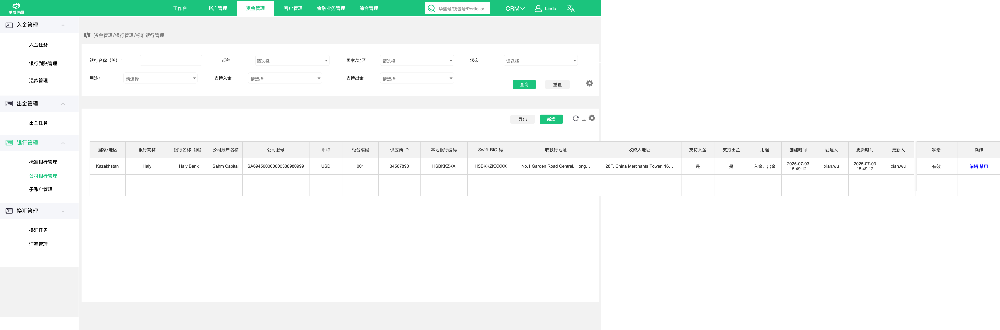 華盛集團
工作台 账户管理 资金管理 客户管理 金融业务管理 综合管理 华盛号/钱包号/Portfolio/ CRM Linda 文A
入金管理
入金任务
银行到账管理
退款管理
出金管理
出金任务
银行管理
标准银行管理
公司银行管理
子账户管理
换汇管理
换汇任务
汇率管理
资金管理/银行管理/标准银行管理
银行名称（英）： 币种 请选择 国家/地区 请选择 状态 请选择
用途： 请选择 支持入金 请选择 支持出金 请选择
查询 重置
导出 新增
国家/地区 银行简称 银行名称（英） 公司账户名称 公司账号 币种 柜台编码 供应商 ID 本地银行编码 Swift BIC 码 收款行地址 收款人地址 支持入金 支持出金 用途 创建时间 创建人 更新时间 更新人 状态 操作
Kazakhstan Haly Haly Bank Sahm Capital SA694500000000388980999 USD 001 34567890 HSBKKZKX HSBKKZKXXXX No.1 Garden Road Central, Hong… 28F, China Merchants Tower, 16… 是 是 入金、出金 2025-07-03 15:49:12 xian.wu 2025-07-03 15:49:12 xian.wu 有效 编辑 禁用